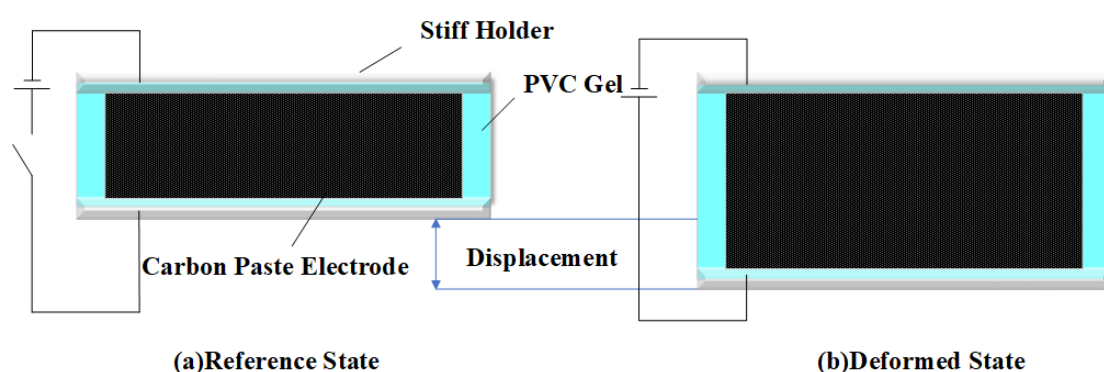 Stiff Holder
PVC Gel
Carbon Paste Electrode
Displacement
(a)Reference State
(b)Deformed State